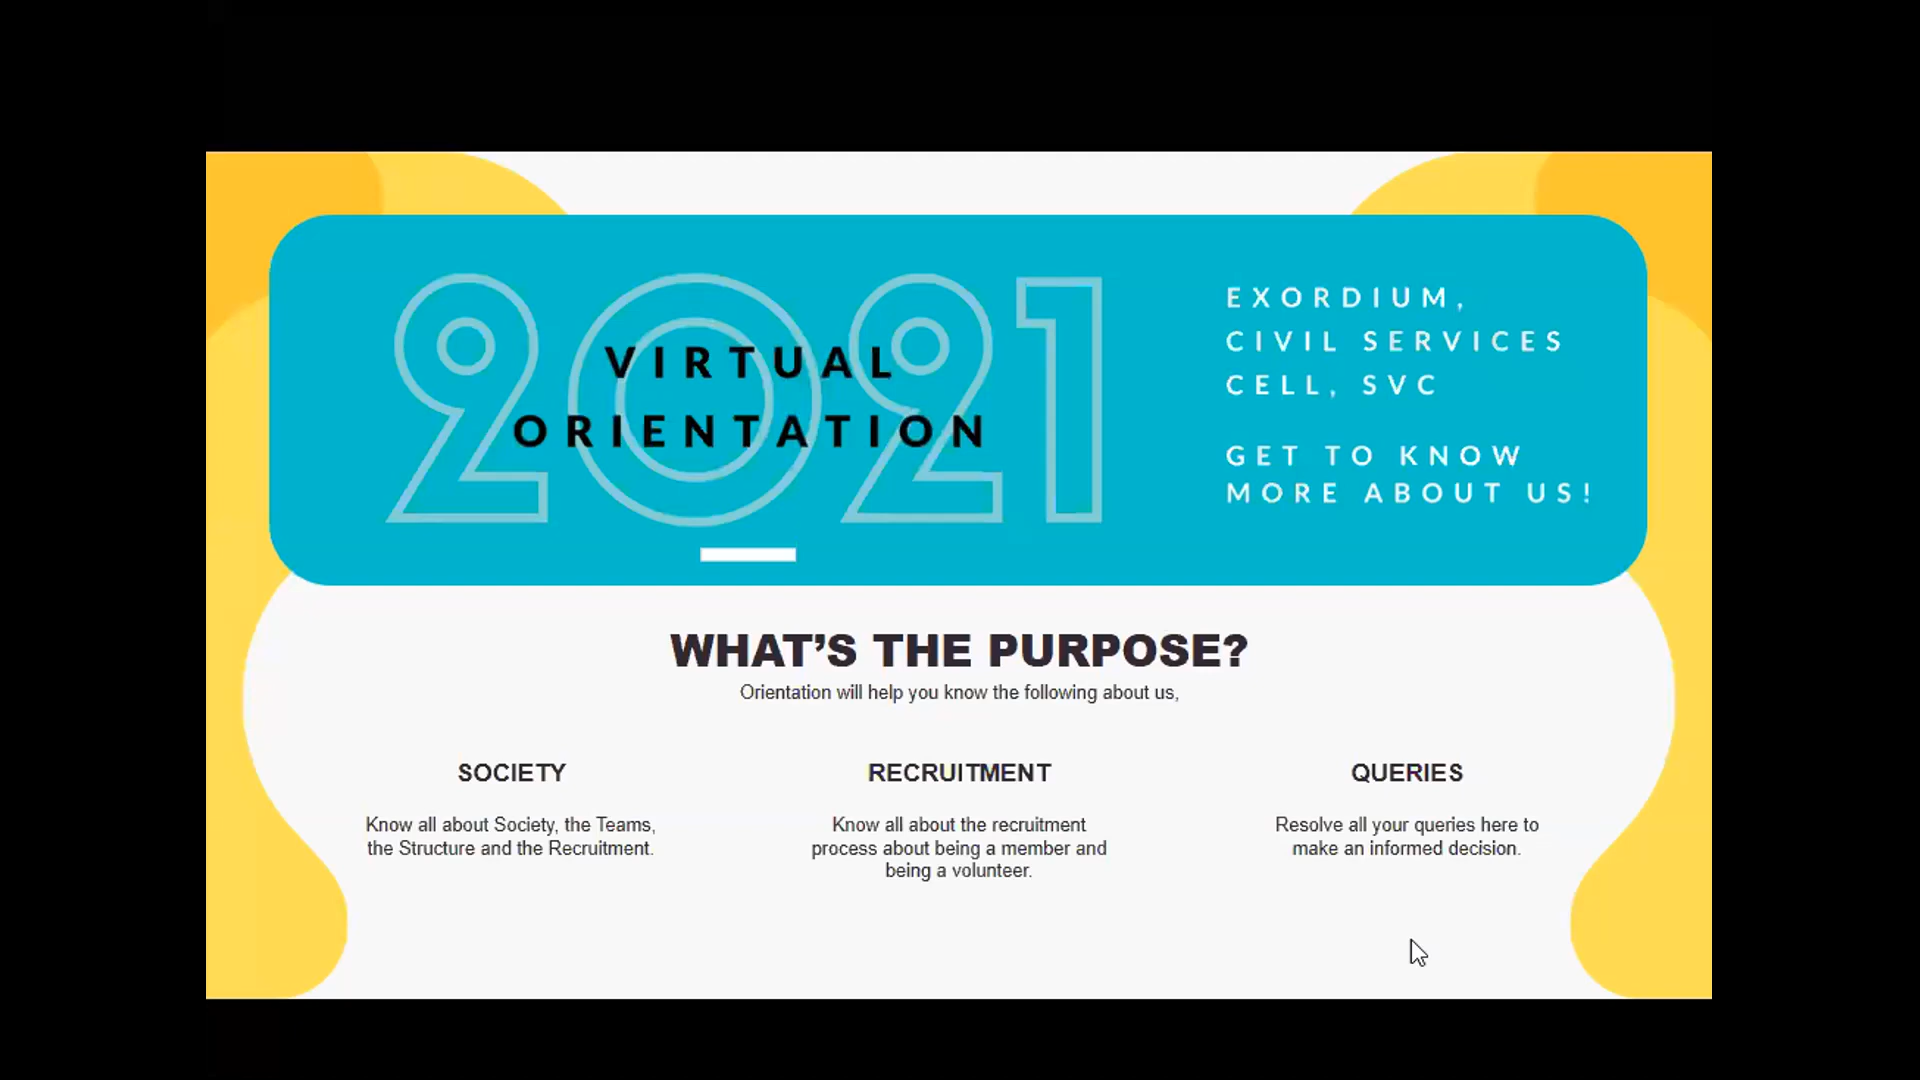 2021
VIRTUAL
ORIENTATION
EXORDIUM,
CIVIL SERVICES
CELL, SVC
GET TO KNOW
MORE ABOUT US!
WHAT’S THE PURPOSE?
Orientation will help you know the following about us,
SOCIETY
Know all about Society, the Teams,
the Structure and the Recruitment.
RECRUITMENT
Know all about the recruitment
process about being a member and
being a volunteer.
QUERIES
Resolve all your queries here to
make an informed decision.